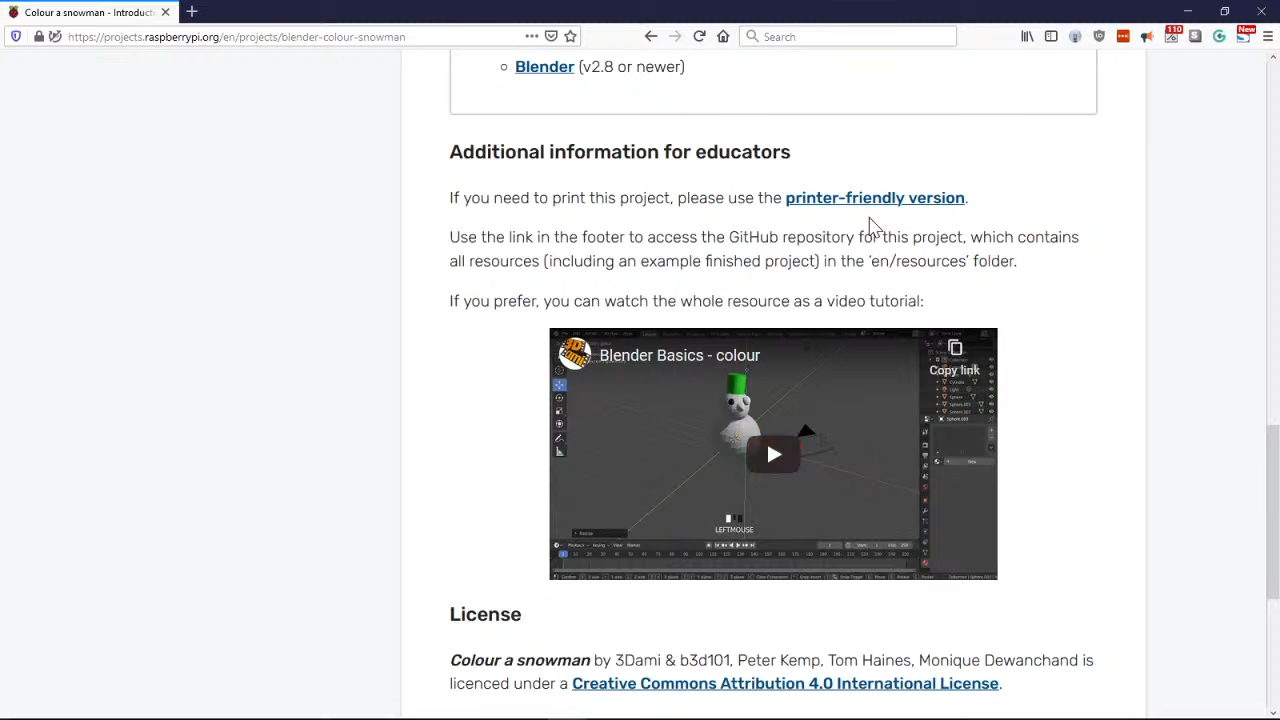 Colour a snowman - Introducti
https://projects.raspberrypi.org/en/projects/blender-colour-snowman
Search
110
New
Blender (v2.8 or newer)
Additional information for educators
If you need to print this project, please use the printer-friendly version.
Use the link in the footer to access the GitHub repository for this project, which contains
all resources (including an example finished project) in the ‘en/resources’ folder.
If you prefer, you can watch the whole resource as a video tutorial:
Blender Basics - colour
Copy link
LEFTMOUSE
License
Colour a snowman by 3Dami & b3d101, Peter Kemp, Tom Haines, Monique Dewanchand is
licenced under a Creative Commons Attribution 4.0 International License.